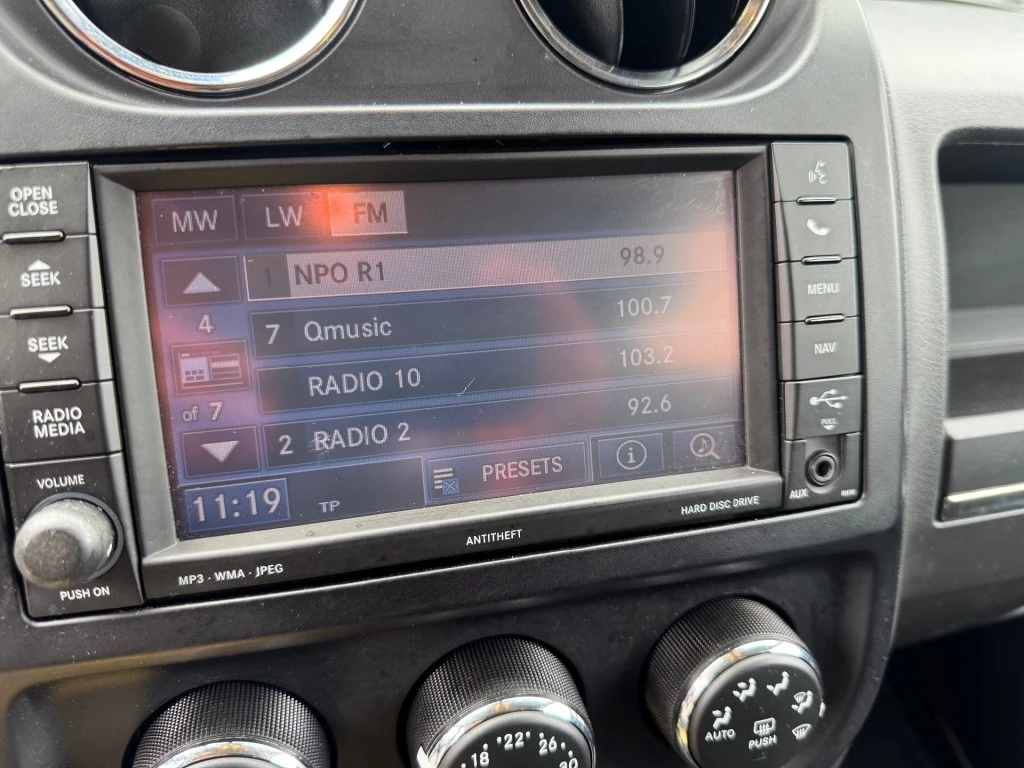 OPEN
CLOSE
SEEK
SEEK
RADIO
MEDIA
VOLUME
PUSH ON
MW LW FM
1 NPO R1 98.9
4
7 Qmusic 100.7
RADIO 10 103.2
of 7
2 RADIO 2 92.6
PRESETS i
11:19 TP
MP3 · WMA · JPEG
ANTITHEFT
HARD DISC DRIVE
MENU
NAV
AUX
18 22 26 30
AUTO
PUSH